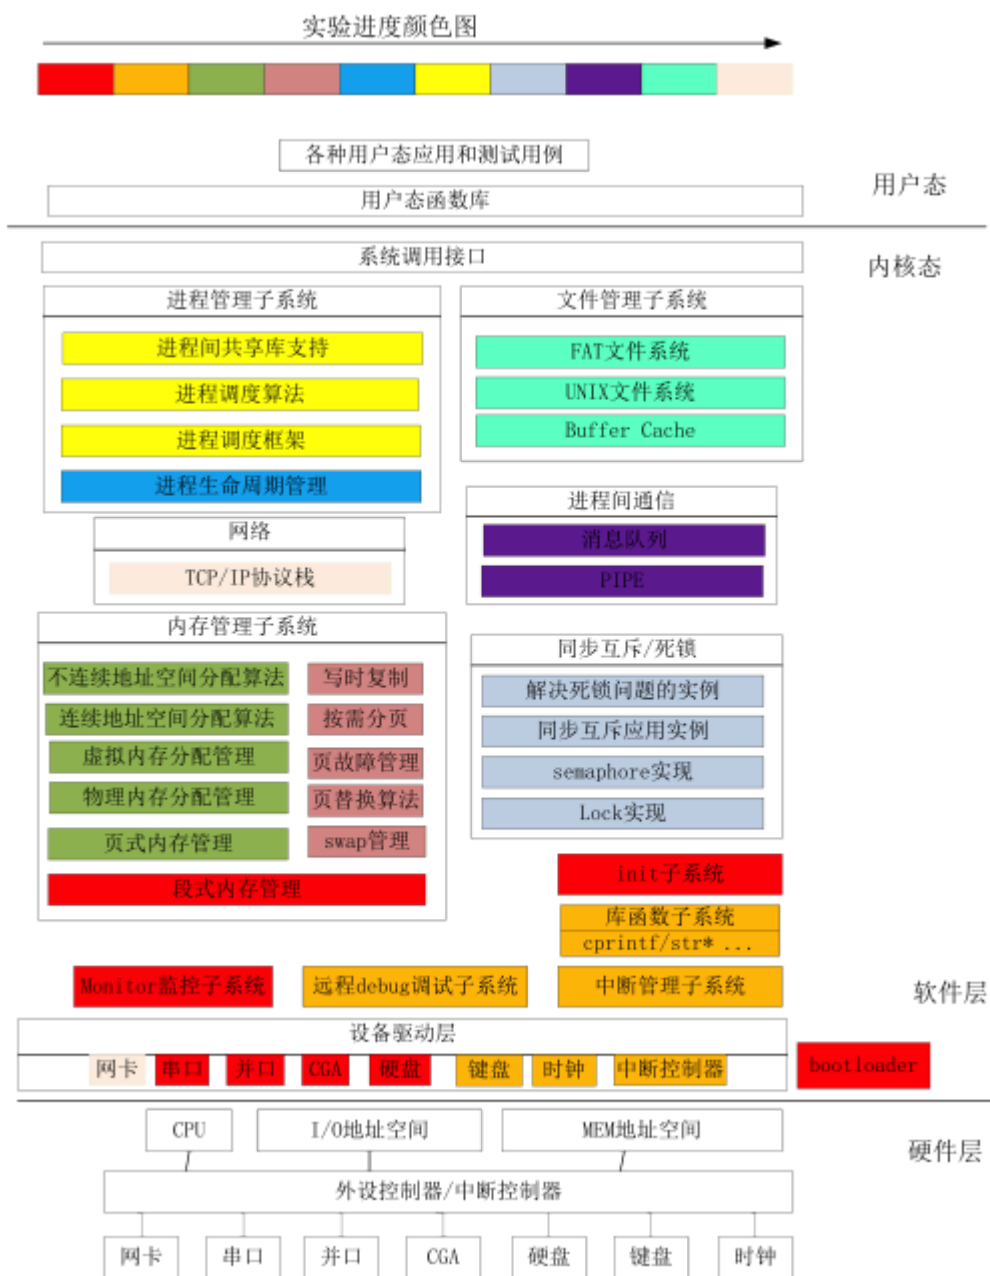 实验进度颜色图
各种用户态应用和测试用例
用户态函数库
用户态
系统调用接口
内核态
进程管理子系统
进程间共享库支持
进程调度算法
进程调度框架
进程生命周期管理
文件管理子系统
FAT文件系统
UNIX文件系统
Buffer Cache
网络
TCP/IP协议栈
进程间通信
消息队列
PIPE
内存管理子系统
不连续地址空间分配算法
连续地址空间分配算法
虚拟内存分配管理
物理内存分配管理
页式内存管理
写时复制
按需分页
页故障管理
页替换算法
swap管理
段式内存管理
同步互斥/死锁
解决死锁问题的实例
同步互斥应用实例
semaphore实现
Lock实现
init子系统
库函数子系统
cprintf/str* ...
Monitor监控子系统
远程debug调试子系统
中断管理子系统
软件层
设备驱动层
网卡
串口
并口
CGA
硬盘
键盘
时钟
中断控制器
bootloader
CPU
I/O地址空间
MEM地址空间
硬件层
外设控制器/中断控制器
网卡
串口
并口
CGA
硬盘
键盘
时钟